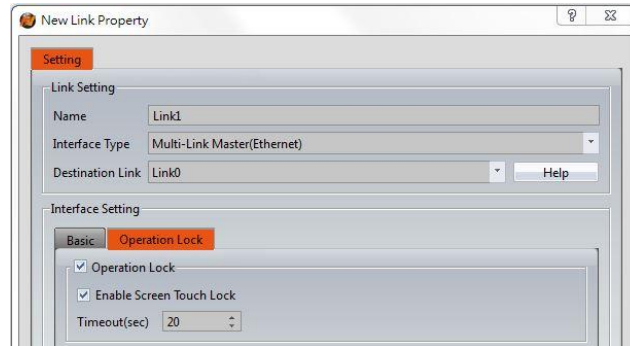 New Link Property
Setting
Link Setting
Name Link1
Interface Type Multi-Link Master(Ethernet)
Destination Link Link0 Help
Interface Setting
Basic Operation Lock
Operation Lock
Enable Screen Touch Lock
Timeout(sec) 20